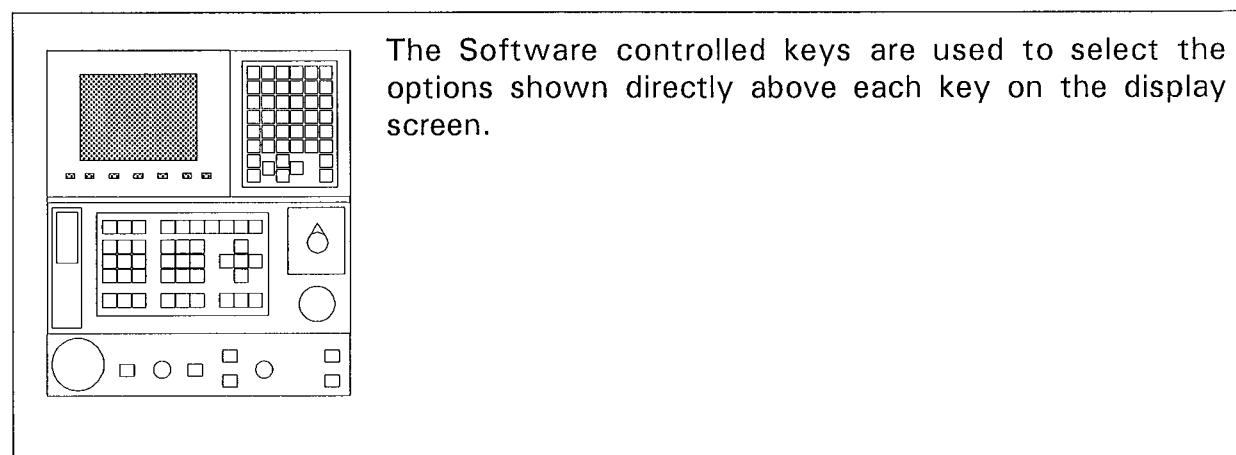 The Software controlled keys are used to select the
options shown directly above each key on the display
screen.